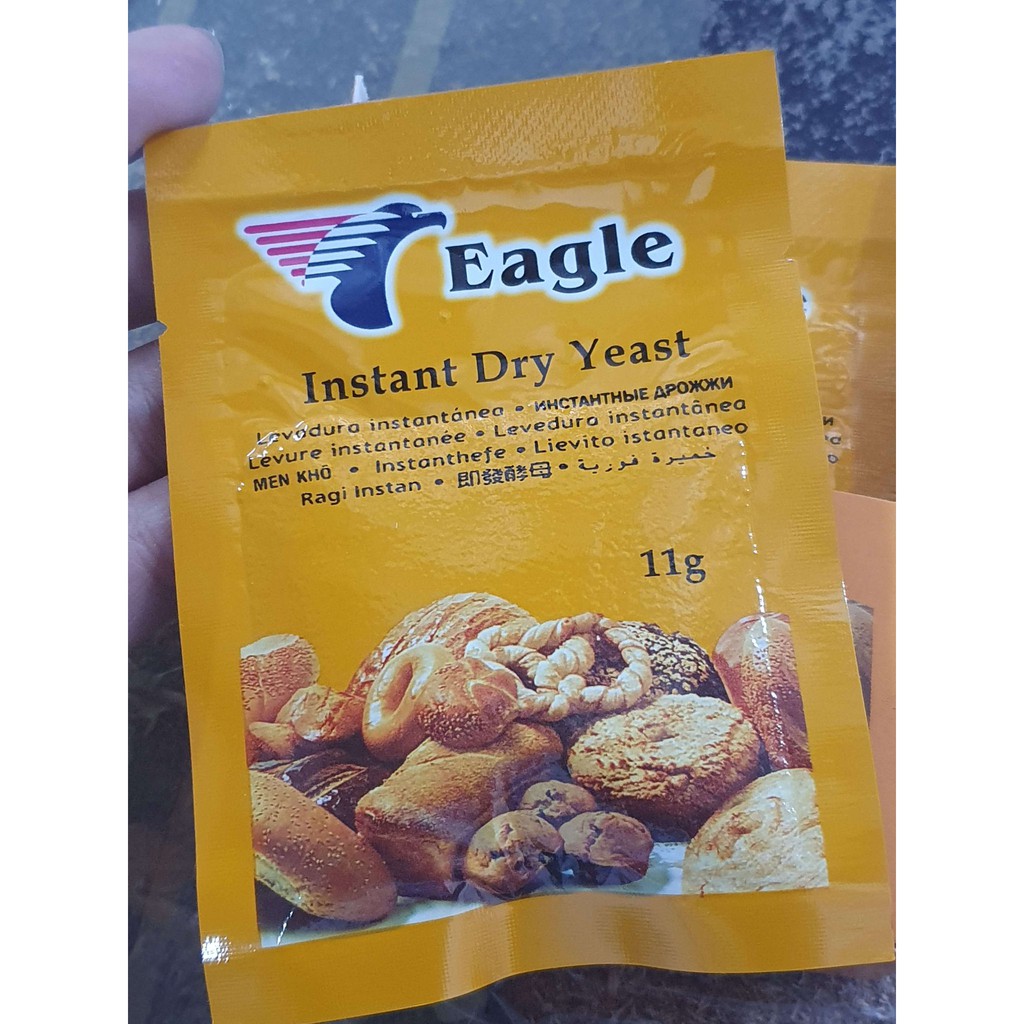 Eagle
Instant Dry Yeast
Levadura instantánea • ИНСТАНТНЫЕ ДРОЖЖИ
Levure instantanée • Levedura instantânea
MEN KHÔ • Instanthefe • Lievito istantaneo
Ragi Instan • 即發酵母 • خميرة فورية
11g